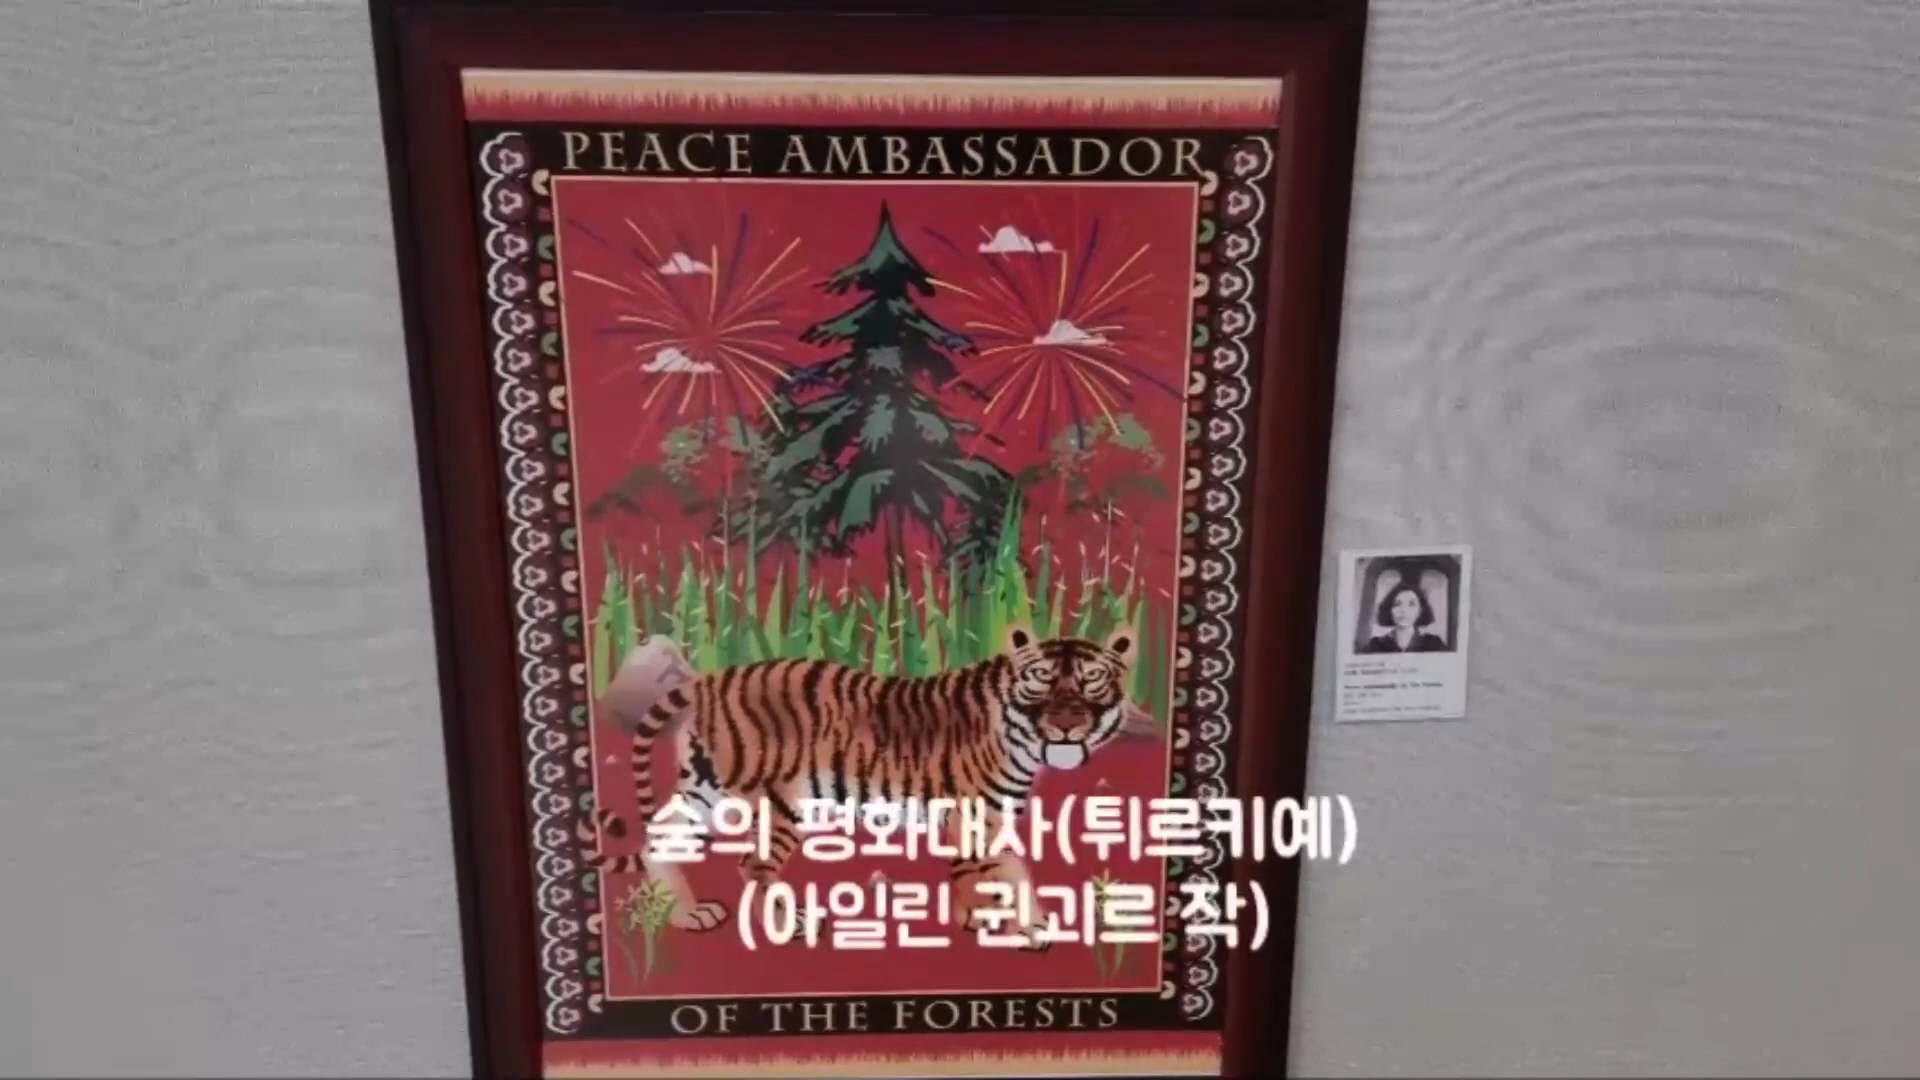 PEACE AMBASSADOR
숲의 평화대사(튀르키예)
(아일린 귄괴르 작)
OF THE FORESTS